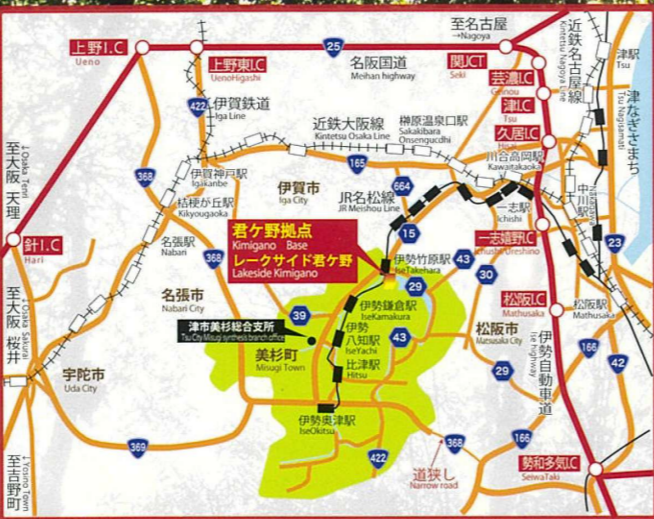 至名古屋
→Nagoya
上野I.C
Ueno
上野東I.C
UenoHigashi
25
名阪国道
Meihan highway
関JCT
Seki
近鉄名古屋線
Kintetsu Nagoya Line
津駅
Tsu
芸濃I.C
Geinou
津なぎさまち
Tsu Nagisamati
津I.C
Tsu
久居I.C
422
伊賀鉄道
Iga Line
近鉄大阪線
Kintetsu Osaka Line
榊原温泉口駅
Sakakibara
Onsengucdhi
川合高岡駅
Kawaitakaoka
165
伊賀神戸駅
Igakanbe
368
桔梗が丘駅
Kikyougaoka
伊賀市
Iga City
JR名松線
JR Meishou Line
664
一志駅
Ichishi
中川駅
Nakagawa
至大阪 天理
↓Osaka Tenri
針I.C
Hari
名張駅
Nabari
368
君ケ野拠点
Kimigano Base
レークサイド君ケ野
Lakeside Kimigano
15
伊勢竹原駅
IseTakehara
43
一志嬉野I.C
23
30
29
名張市
Nabari City
39
伊勢鎌倉駅
IseKamakura
松阪I.C
Mathusaka
松阪駅
Mathusaka
至大阪 桜井
↓Osaka Sakurai
津市美杉総合支所
Tsu City Misugi synthesis branch office
美杉町
Misugi Town
伊勢
八知駅
IseYachi
43
松阪市
Matsusaka City
伊勢自動車道
Ise highway
166
42
宇陀市
Uda City
比津駅
Hitsu
29
伊勢奥津駅
IseOkitsu
369
422
368
166
道狭し
Narrow road
勢和多気I.C
SeiwaTaki
至吉野町
↓Yosino Town